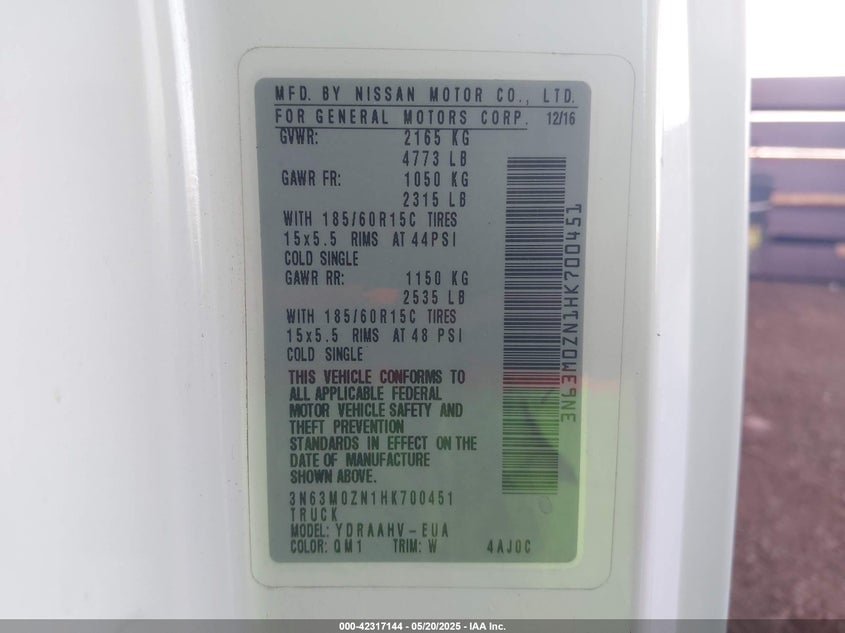 MFD. BY NISSAN MOTOR CO., LTD.
FOR GENERAL MOTORS CORP. 12/16
GVWR: 2165 KG
4773 LB
GAWR FR: 1050 KG
2315 LB
WITH 185/60R15C TIRES
15x5.5 RIMS AT 44PSI
COLD SINGLE
GAWR RR: 1150 KG
2535 LB
WITH 185/60R15C TIRES
15x5.5 RIMS AT 48 PSI
COLD SINGLE
THIS VEHICLE CONFORMS TO
ALL APPLICABLE FEDERAL
MOTOR VEHICLE SAFETY AND
THEFT PREVENTION
STANDARDS IN EFFECT ON THE
DATE OF MANUFACTURE
SHOWN ABOVE.
3N63M0ZN1HK700451
TRUCK
MODEL: YDRAAHV-EUA
COLOR: QM1 TRIM: W 4AJ0C
3N63M0ZN1HK700451
000-42317144 — 05/20/2025 — IAA Inc.